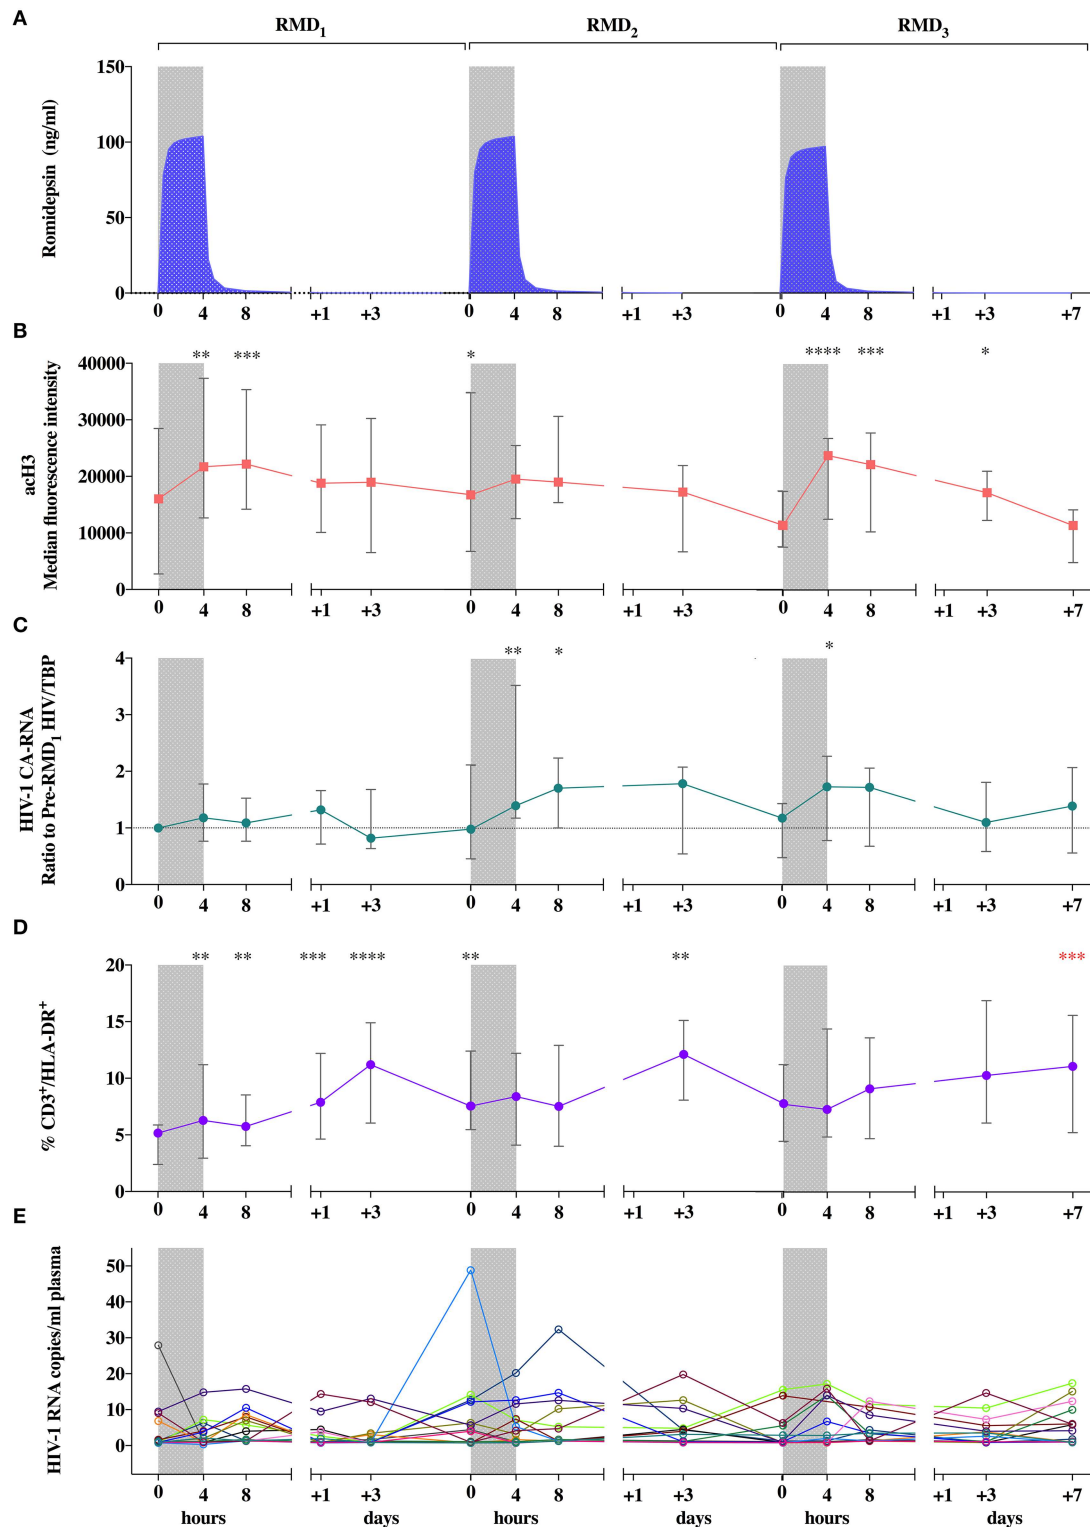 A
RMD1 RMD2 RMD3
Romidepsin (ng/ml)
150
100
50
0
0 4 8 +1 +3 0 4 8 +1 +3 0 4 8 +1 +3 +7
B
acH3
Median fluorescence intensity
** *** * **** *** *
40000
30000
20000
10000
0
0 4 8 +1 +3 0 4 8 +1 +3 0 4 8 +1 +3 +7
C
HIV-1 CA-RNA
Ratio to Pre-RMD1 HIV/TBP
** * *
4
3
2
1
0
0 4 8 +1 +3 0 4 8 +1 +3 0 4 8 +1 +3 +7
D
% CD3+/HLA-DR+
** ** *** **** ** ** ***
20
15
10
5
0
0 4 8 +1 +3 0 4 8 +1 +3 0 4 8 +1 +3 +7
E
HIV-1 RNA copies/ml plasma
50
40
30
20
10
0
0 4 8 +1 +3 0 4 8 +1 +3 0 4 8 +1 +3 +7
hours days hours days hours days